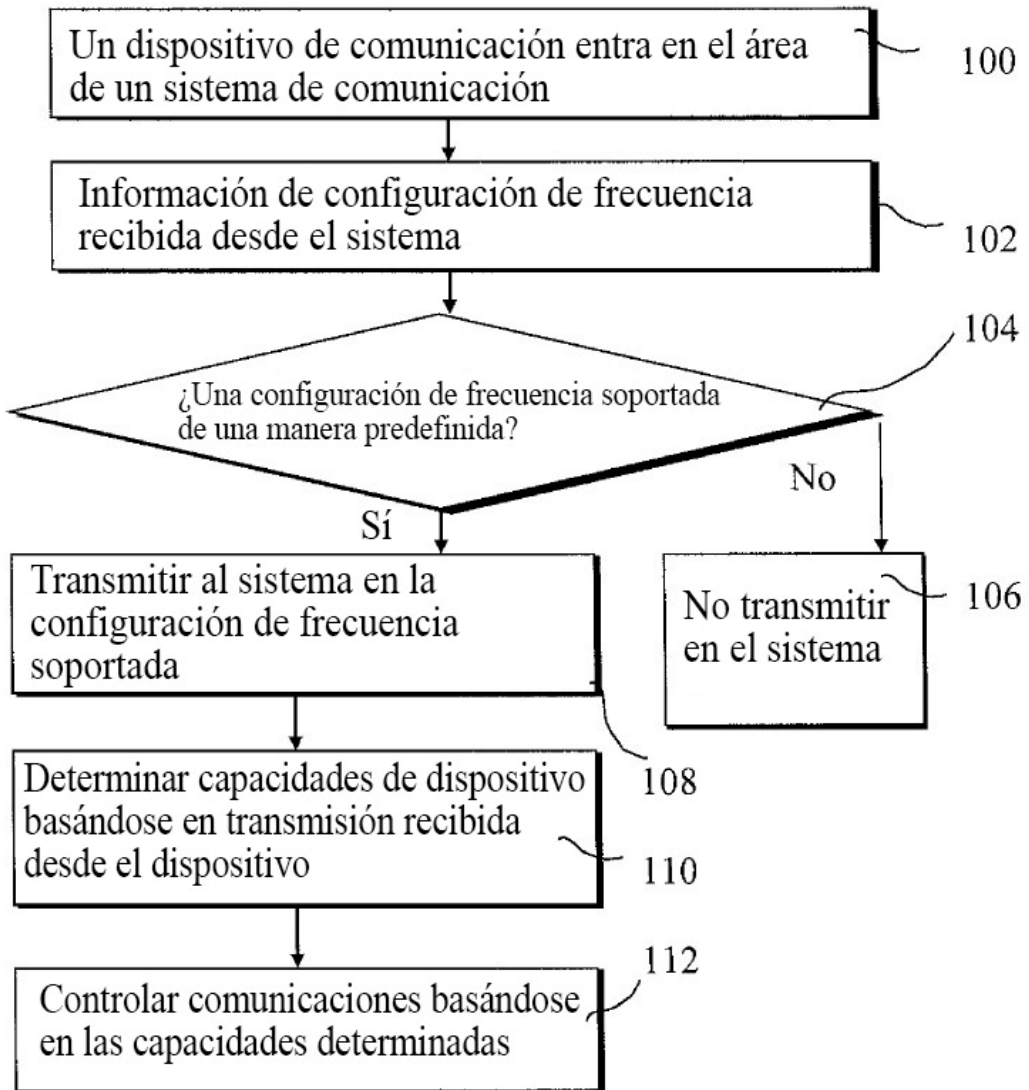 Un dispositivo de comunicación entra en el área
de un sistema de comunicación
100
Información de configuración de frecuencia
recibida desde el sistema
102
104
¿Una configuración de frecuencia soportada
de una manera predefinida?
No
Sí
Transmitir al sistema en la
configuración de frecuencia
soportada
108
No transmitir
en el sistema
106
Determinar capacidades de dispositivo
basándose en transmisión recibida
desde el dispositivo
110
Controlar comunicaciones basándose
en las capacidades determinadas
112